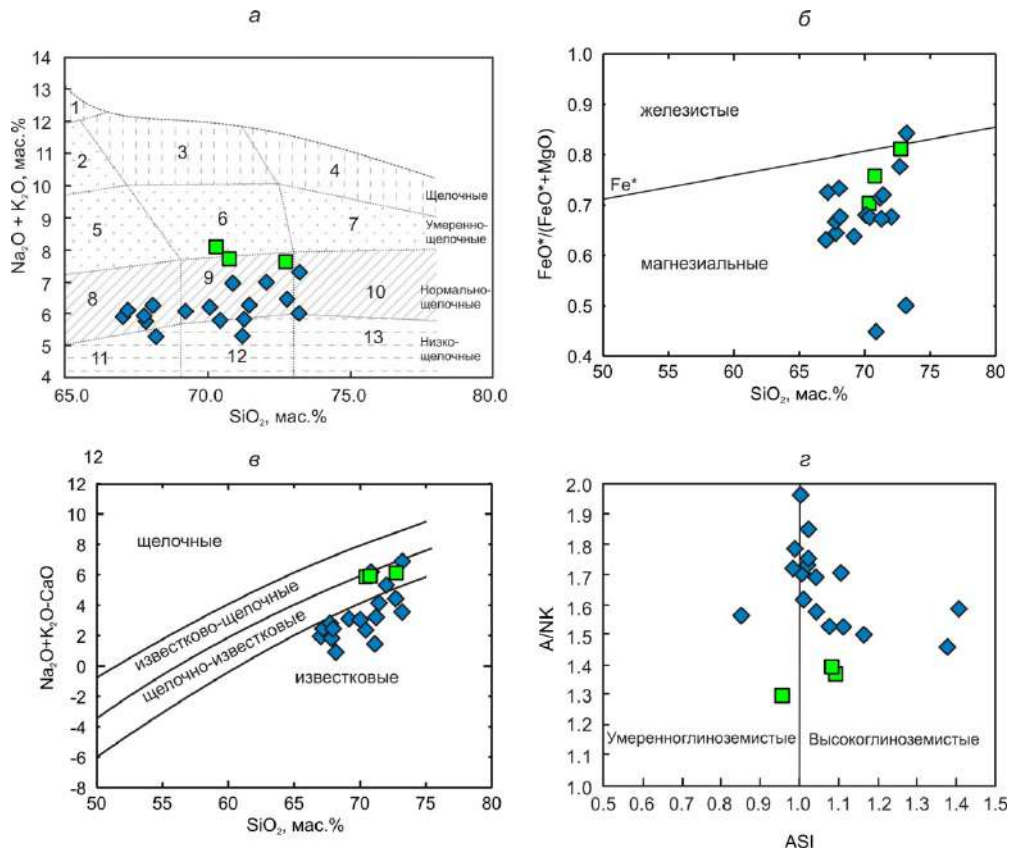 а
14
13
12
11
10
9
8
7
6
5
4
Na₂O + K₂O, мас.%
1
2
3
4
5
6
7
8
9
10
11
12
13
Щелочные
Умеренно-
щелочные
Нормально-
щелочные
Низко-
щелочные
65.0
70.0
75.0
80.0
SiO₂, мас.%
б
1.0
0.9
0.8
0.7
0.6
0.5
0.4
FeO*/(FeO*+MgO)
железистые
Fe*
магнезиальные
50
55
60
65
70
75
80
SiO₂, мас.%
12
в
12
10
8
6
4
2
0
-2
-4
-6
-8
Na₂O+K₂O-CaO
щелочные
известково-щелочные
щелочно-известковые
известковые
50
55
60
65
70
75
80
SiO₂, мас.%
г
2.0
1.9
1.8
1.7
1.6
1.5
1.4
1.3
1.2
1.1
1.0
A/NK
Умеренноглиноземистые
Высокоглиноземистые
0.5
0.6
0.7
0.8
0.9
1.0
1.1
1.2
1.3
1.4
1.5
ASI